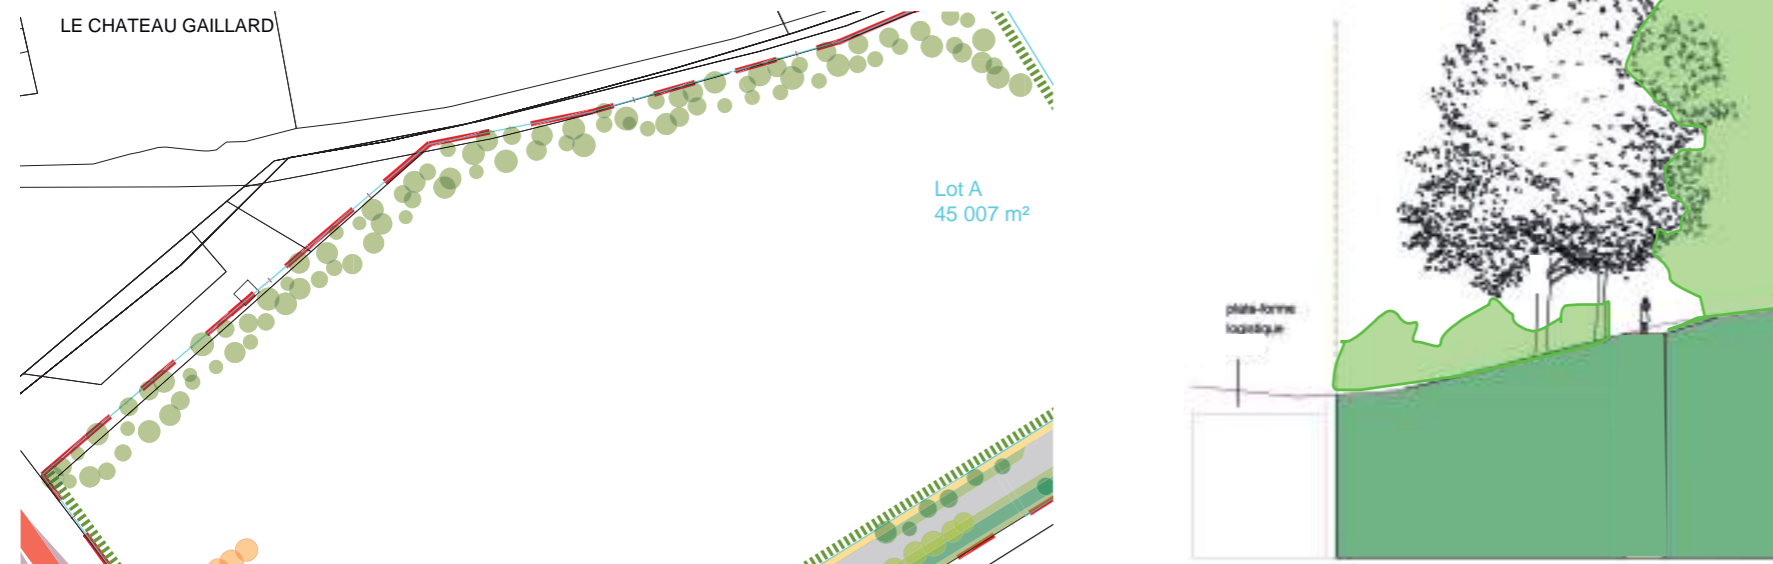 LE CHATEAU GAILLARD
Lot A
45 007 m²
plate-forme
logistique